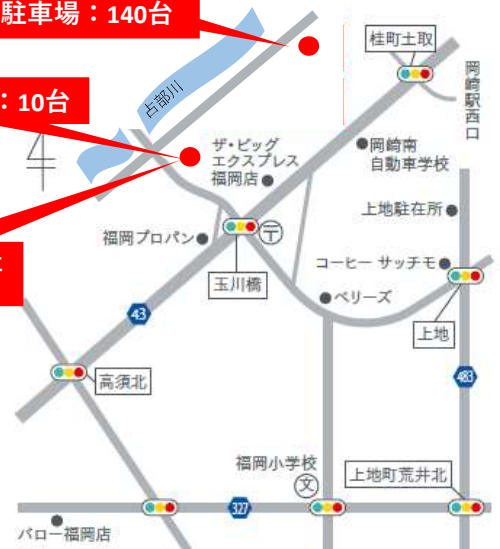 駐車場：140台
：10台
占部川
桂町土取
岡崎駅西口
ザ・ビッグ
エクスプレス
福岡店
岡崎南
自動車学校
上地駐在所
福岡プロパン
〒
コーヒー サッチモ
玉川橋
ベリーズ
上地
43
高須北
483
福岡小学校
文
上地町荒井北
327
バロー福岡店